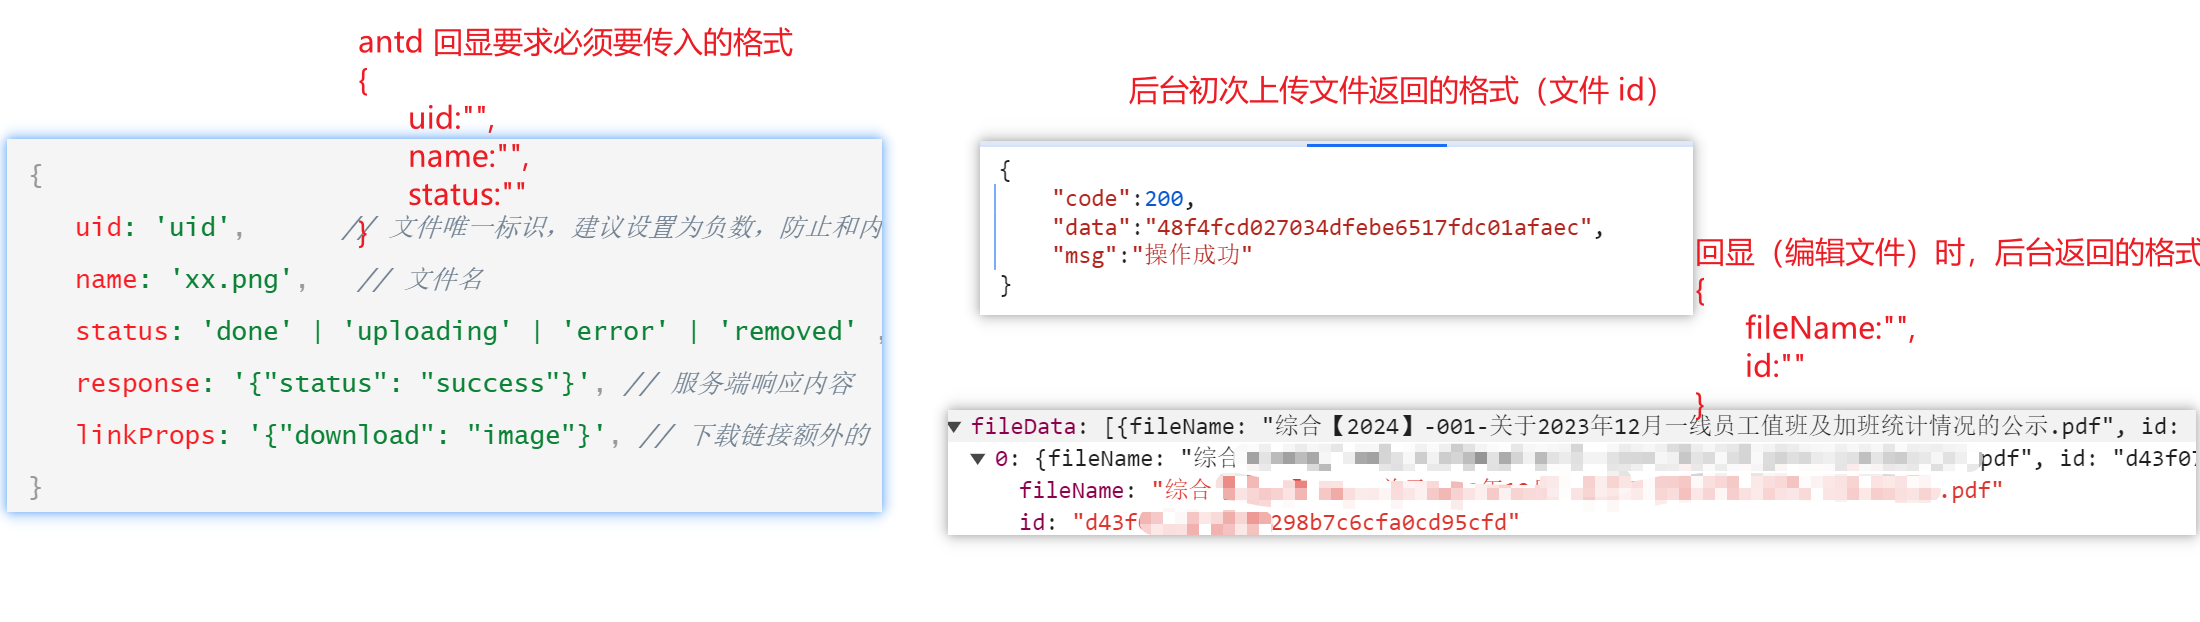 antd 回显要求必须要传入的格式
{
uid:"",
name:"",
status:""
}
{
uid: 'uid', // 文件唯一标识，建议设置为负数，防止和内
name: 'xx.png', // 文件名
status: 'done' | 'uploading' | 'error' | 'removed' ,
response: '{"status": "success"}', // 服务端响应内容
linkProps: '{"download": "image"}', // 下载链接额外的
}
后台初次上传文件返回的格式（文件 id）
{
"code":200,
"data":"48f4fcd027034dfebe6517fdc01afaec",
"msg":"操作成功"
}
回显（编辑文件）时，后台返回的格式
{
fileName:"",
id:""
}
fileData: [{fileName: "综合【2024】-001-关于2023年12月一线员工值班及加班统计情况的公示.pdf", id:
0: {fileName: "综合 pdf", id: "d43f07
fileName: "综合 .pdf"
id: "d43f 298b7c6cfa0cd95cfd"